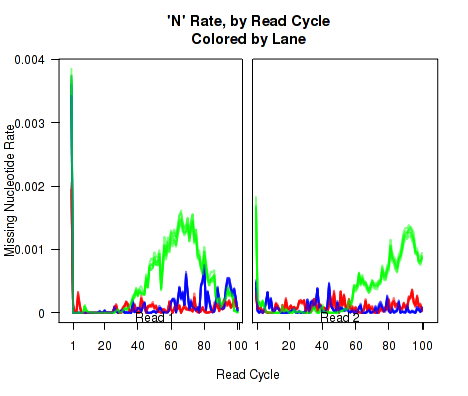 'N' Rate, by Read Cycle
Colored by Lane
Missing Nucleotide Rate
0.004
0.003
0.002
0.001
0
Read
Read 2
1 20 40 60 80 100
1 20 40 60 80 100
Read Cycle